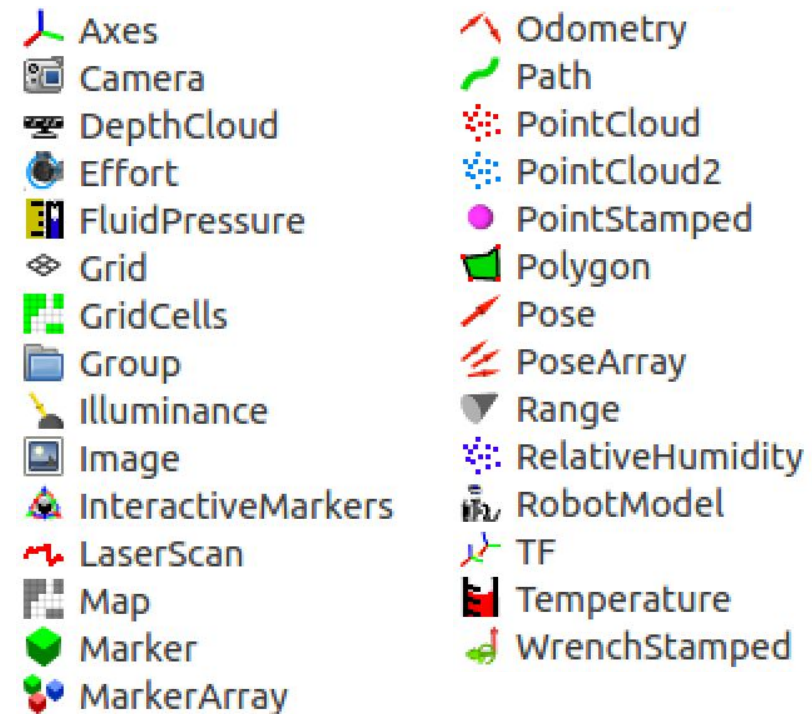 Axes
Camera
DepthCloud
Effort
FluidPressure
Grid
GridCells
Group
Illuminance
Image
InteractiveMarkers
LaserScan
Map
Marker
MarkerArray
Odometry
Path
PointCloud
PointCloud2
PointStamped
Polygon
Pose
PoseArray
Range
RelativeHumidity
RobotModel
TF
Temperature
WrenchStamped